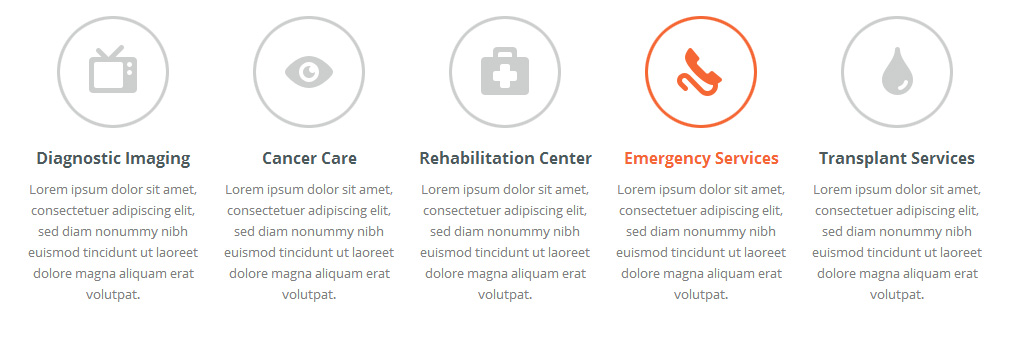 Diagnostic Imaging
Lorem ipsum dolor sit amet,
consectetuer adipiscing elit,
sed diam nonummy nibh
euismod tincidunt ut laoreet
dolore magna aliquam erat
volutpat.
Cancer Care
Lorem ipsum dolor sit amet,
consectetuer adipiscing elit,
sed diam nonummy nibh
euismod tincidunt ut laoreet
dolore magna aliquam erat
volutpat.
Rehabilitation Center
Lorem ipsum dolor sit amet,
consectetuer adipiscing elit,
sed diam nonummy nibh
euismod tincidunt ut laoreet
dolore magna aliquam erat
volutpat.
Emergency Services
Lorem ipsum dolor sit amet,
consectetuer adipiscing elit,
sed diam nonummy nibh
euismod tincidunt ut laoreet
dolore magna aliquam erat
volutpat.
Transplant Services
Lorem ipsum dolor sit amet,
consectetuer adipiscing elit,
sed diam nonummy nibh
euismod tincidunt ut laoreet
dolore magna aliquam erat
volutpat.